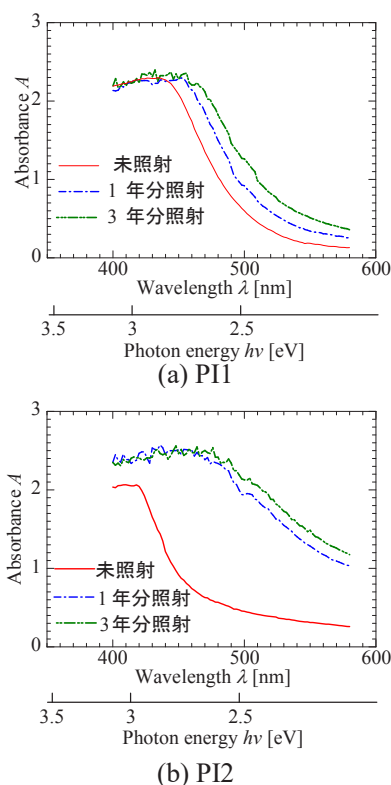 3
2
1
0
Absorbance A
未照射
1 年分照射
3 年分照射
400 500 600
Wavelength λ [nm]
3.5 3 2.5
Photon energy hν [eV]
(a) PI1
3
2
1
0
Absorbance A
未照射
1 年分照射
3 年分照射
400 500 600
Wavelength λ [nm]
3.5 3 2.5
Photon energy hν [eV]
(b) PI2